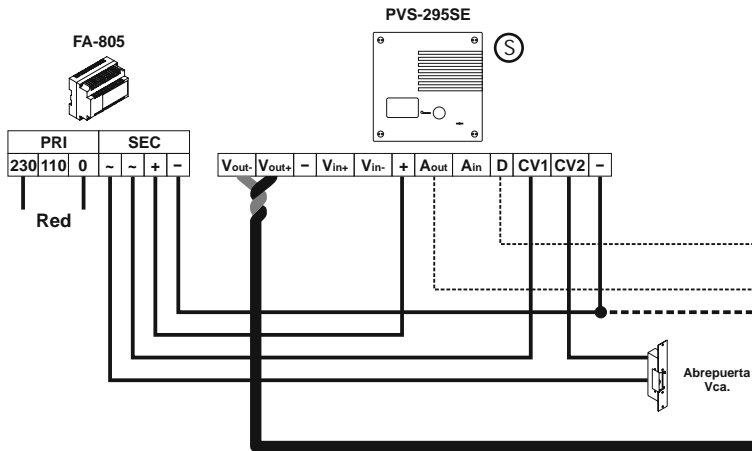 PVS-295SE
S
FA-805
PRI SEC
230 110 0 ~ ~ + −
Vout- Vout+ − Vin+ Vin- + Aout Ain D CV1 CV2 −
Red
Abrepuerta
Vca.